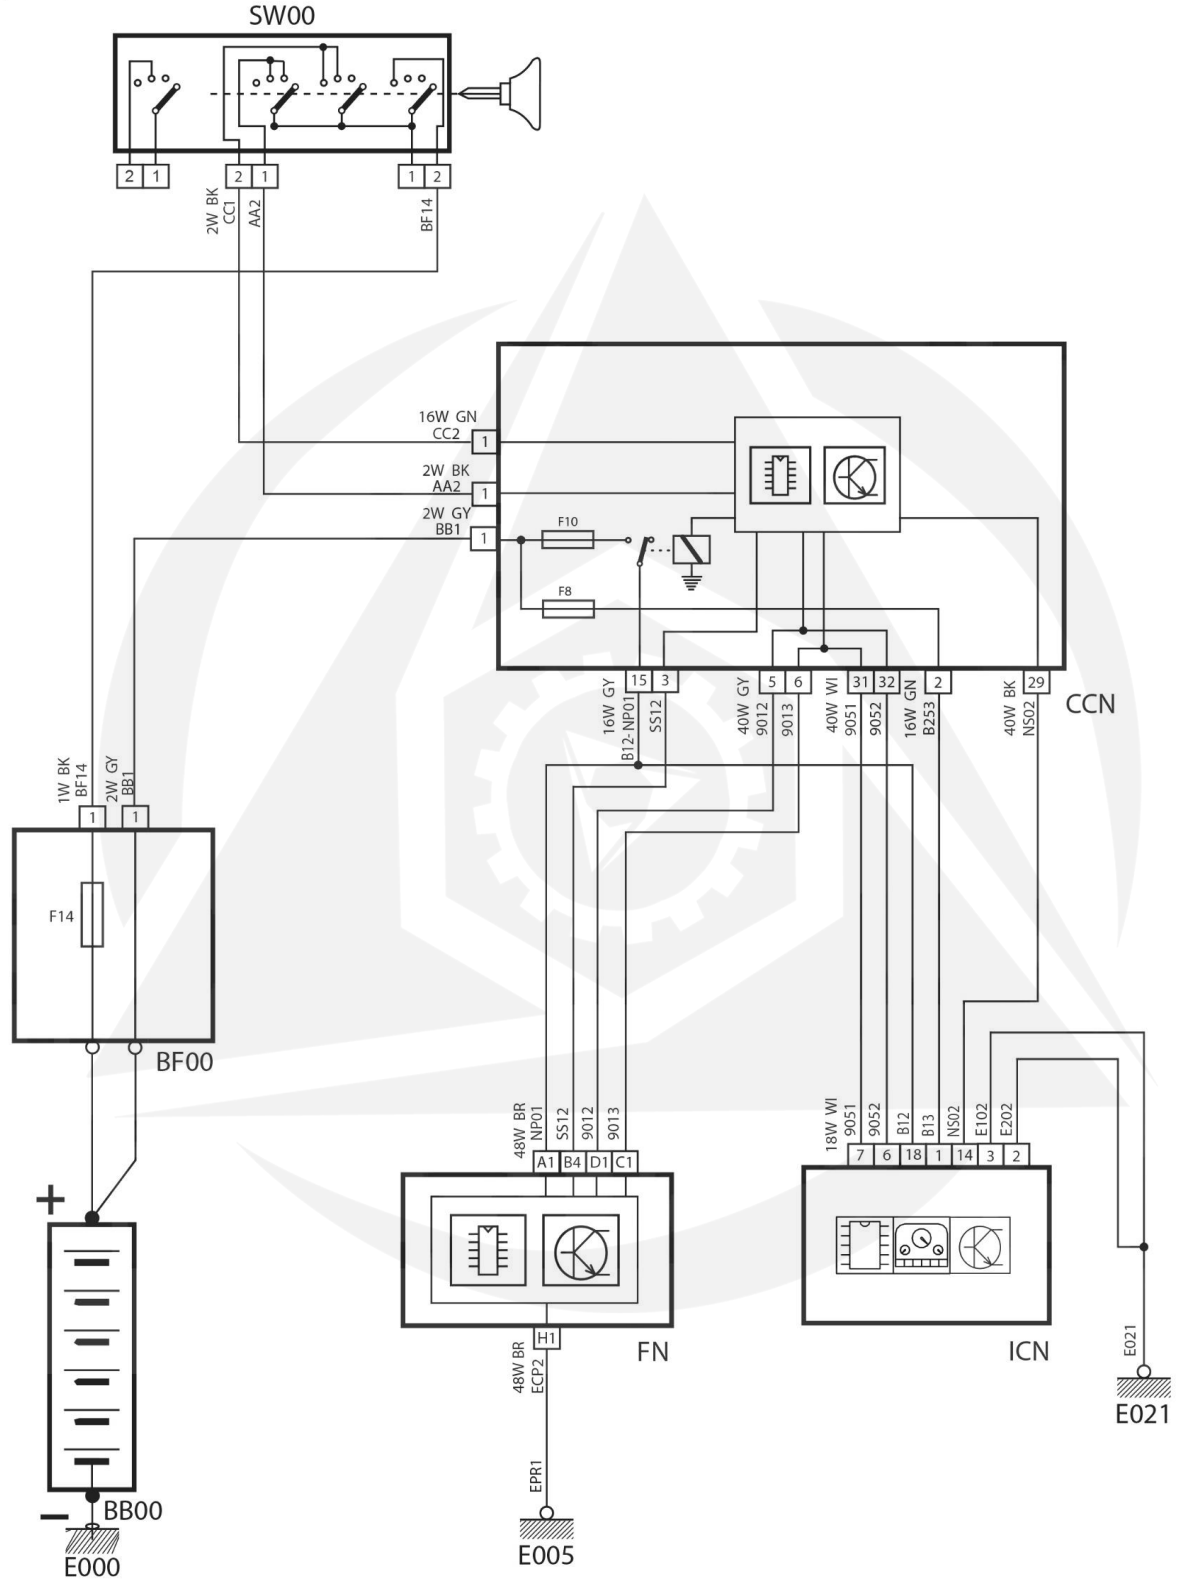 SW00
2 1
2 1
1 2
2W BK
CC1
AA2
BF14
16W GN
CC2
1
2W BK
AA2
1
2W GY
BB1
1
F10
F8
15 3
5 6
31 32
2
29
CCN
16W GY
B12-NP01
SS12
40W GY
9012
9013
40W WI
9051
9052
16W GN
B253
40W BK
NS02
1W BK
BF14
2W GY
BB1
1
1
F14
BF00
48W BR
NP01
SS12
9012
9013
18W WI
9051
9052
B12
B13
NS02
E102
E202
A1 B4 D1 C1
7 6 18 1 14 3 2
+
H1
FN
ICN
48W BR
ECP2
E021
E021
EPR1
BB00
−
E005
E000